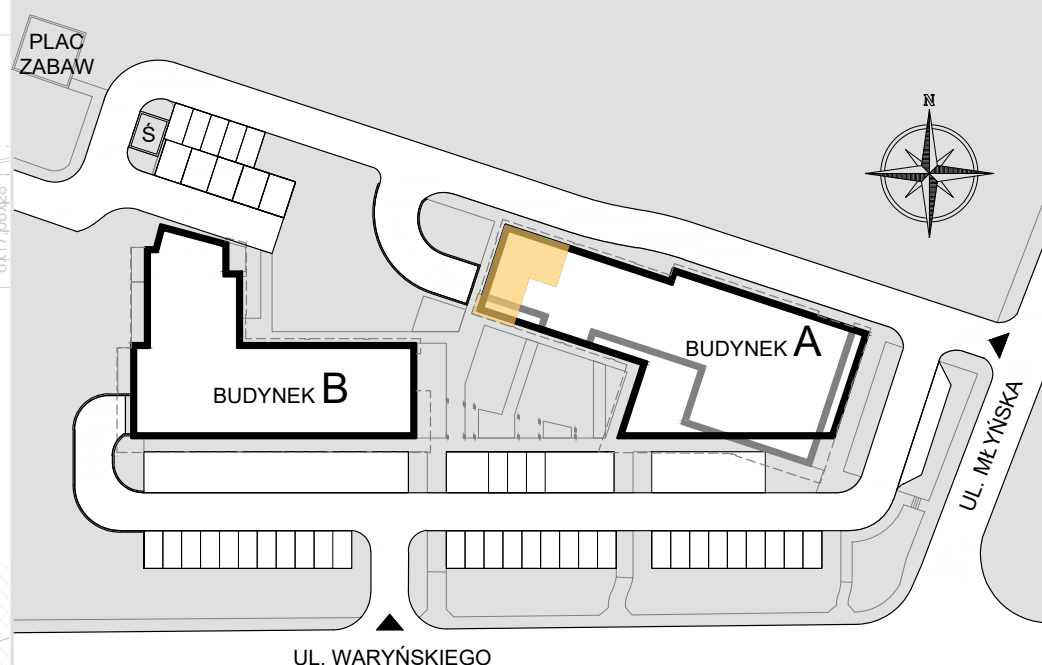 PLAC
ZABAW
N
Ś
BUDYNEK A
BUDYNEK B
UL. MŁYŃSKA
UL. WARYŃSKIEGO